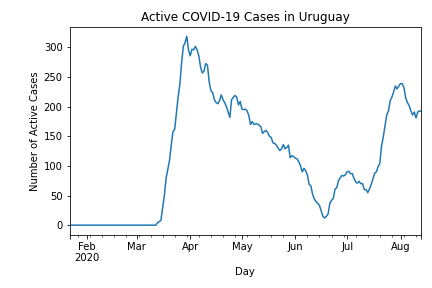 Active COVID-19 Cases in Uruguay
Number of Active Cases
300
250
200
150
100
50
0
Feb
2020
Mar
Apr
May
Jun
Jul
Aug
Day